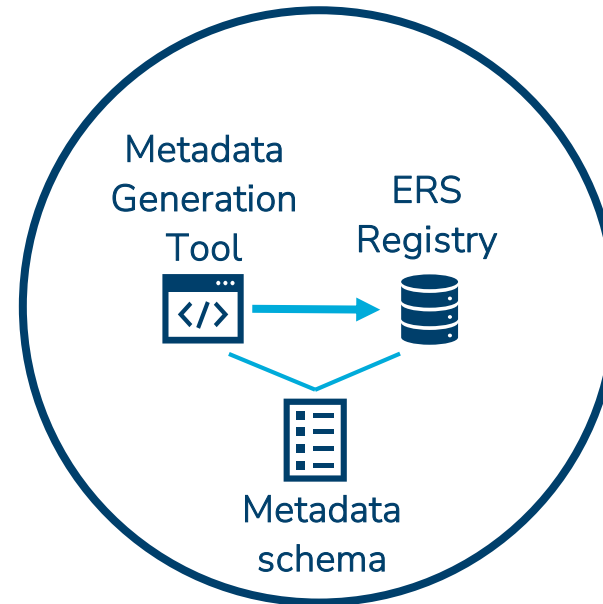 Metadata
Generation
Tool
ERS
Registry
</>
Metadata
schema